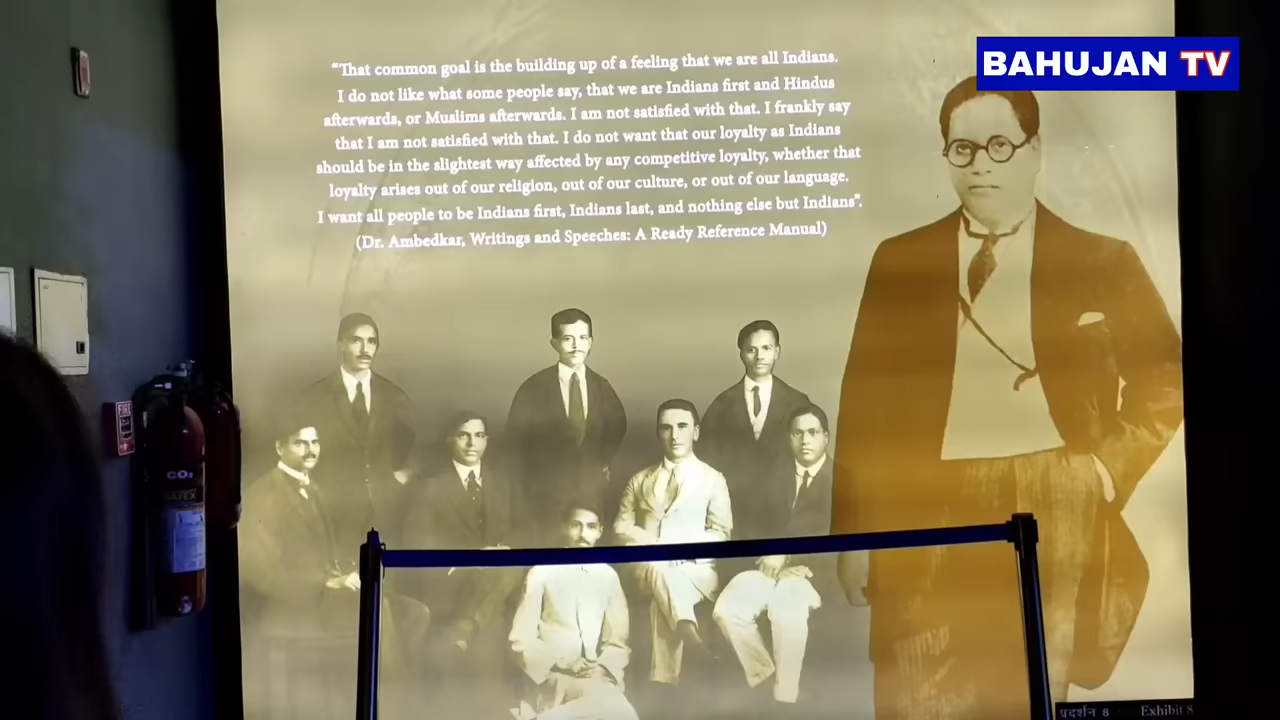 BAHUJAN TV
“That common goal is the building up of a feeling that we are all Indians.
I do not like what some people say, that we are Indians first and Hindus
afterwards, or Muslims afterwards. I am not satisfied with that. I frankly say
that I am not satisfied with that. I do not want that our loyalty as Indians
should be in the slightest way affected by any competitive loyalty, whether that
loyalty arises out of our religion, out of our culture, or out of our language.
I want all people to be Indians first, Indians last, and nothing else but Indians”.
(Dr. Ambedkar, Writings and Speeches: A Ready Reference Manual)
FIRE
CO₂
प्रदर्शन 8 Exhibit 8